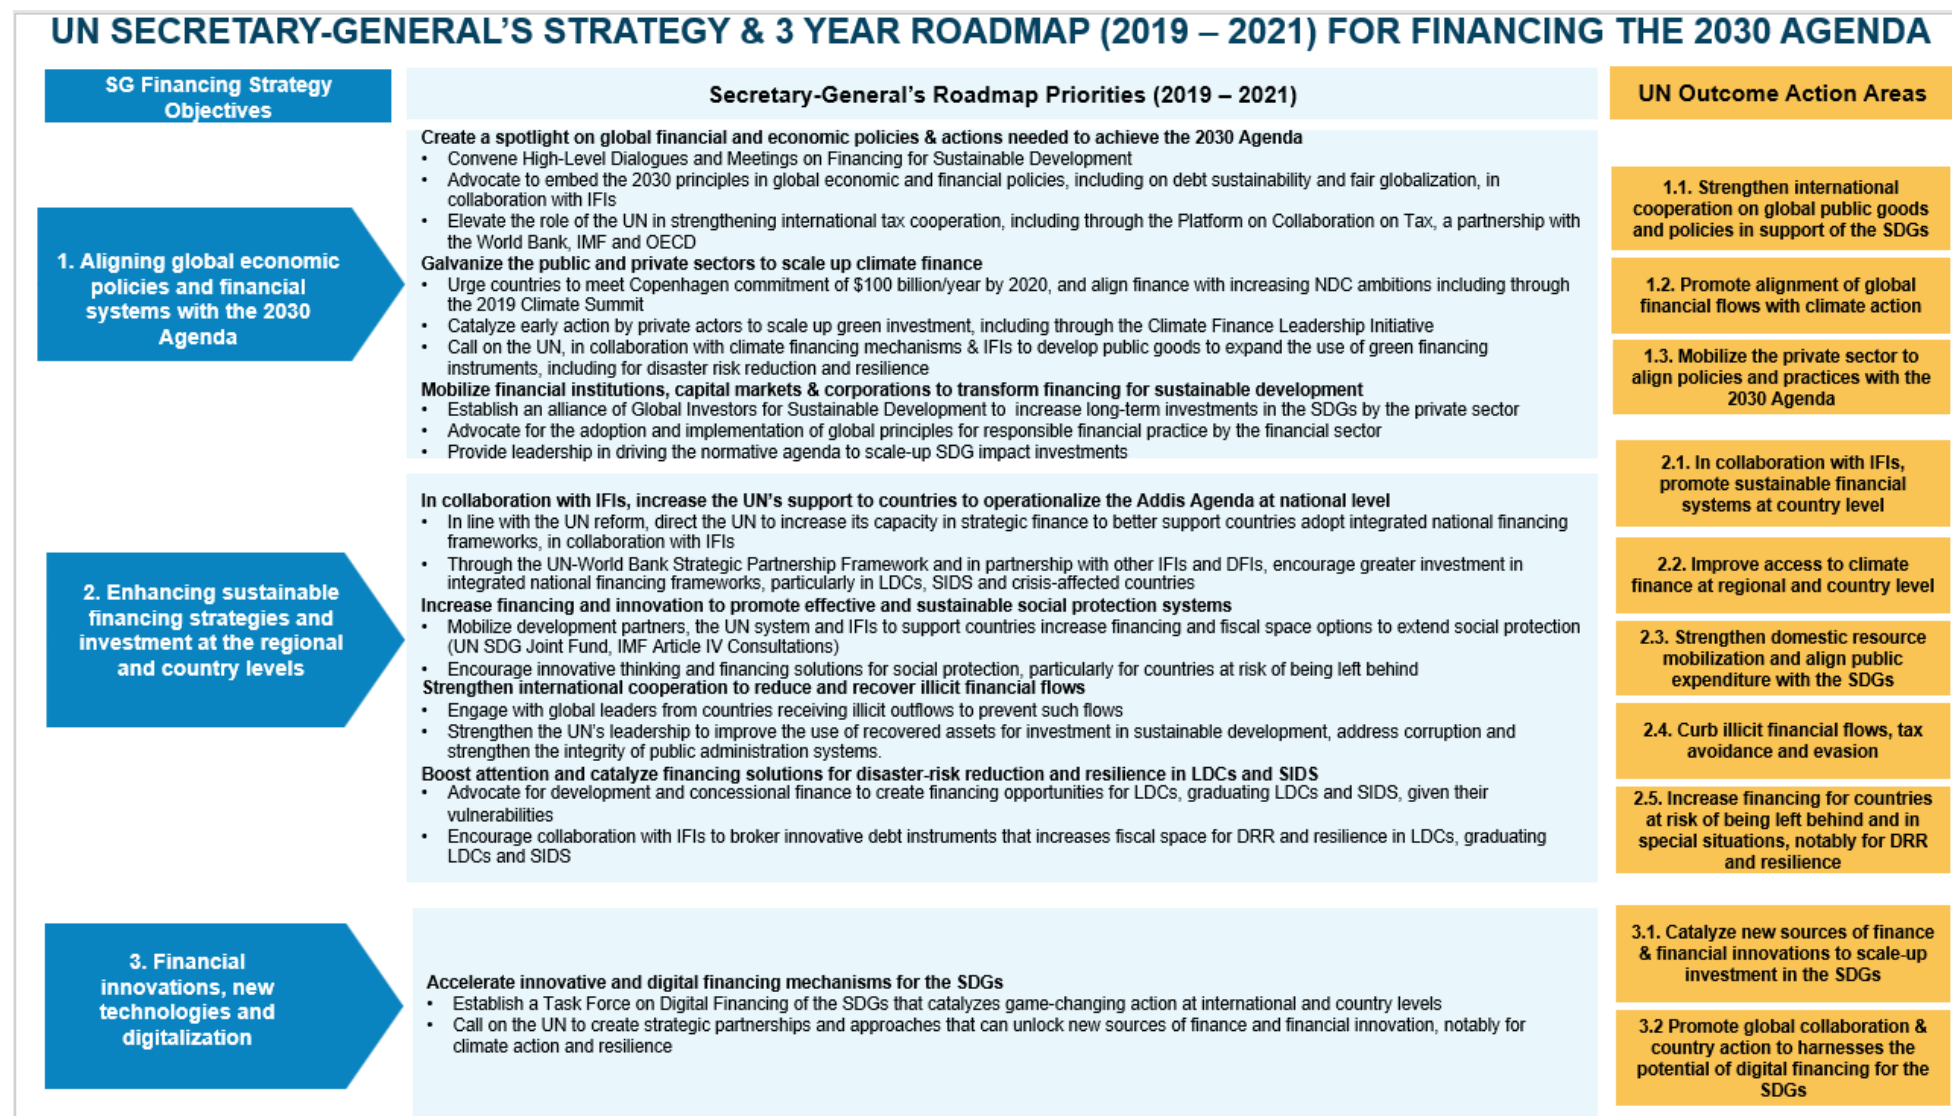 UN SECRETARY-GENERAL'S STRATEGY & 3 YEAR ROADMAP (2019 – 2021) FOR FINANCING THE 2030 AGENDA
SG Financing Strategy
Objectives
Secretary-General's Roadmap Priorities (2019 – 2021)
UN Outcome Action Areas
1. Aligning global economic
policies and financial
systems with the 2030
Agenda
Create a spotlight on global financial and economic policies & actions needed to achieve the 2030 Agenda
• Convene High-Level Dialogues and Meetings on Financing for Sustainable Development
• Advocate to embed the 2030 principles in global economic and financial policies, including on debt sustainability and fair globalization, in
collaboration with IFIs
• Elevate the role of the UN in strengthening international tax cooperation, including through the Platform on Collaboration on Tax, a partnership with
the World Bank, IMF and OECD
Galvanize the public and private sectors to scale up climate finance
• Urge countries to meet Copenhagen commitment of $100 billion/year by 2020, and align finance with increasing NDC ambitions including through
the 2019 Climate Summit
• Catalyze early action by private actors to scale up green investment, including through the Climate Finance Leadership Initiative
• Call on the UN, in collaboration with climate financing mechanisms & IFIs to develop public goods to expand the use of green financing
instruments, including for disaster risk reduction and resilience
Mobilize financial institutions, capital markets & corporations to transform financing for sustainable development
• Establish an alliance of Global Investors for Sustainable Development to increase long-term investments in the SDGs by the private sector
• Advocate for the adoption and implementation of global principles for responsible financial practice by the financial sector
• Provide leadership in driving the normative agenda to scale-up SDG impact investments
1.1. Strengthen international
cooperation on global public goods
and policies in support of the SDGs
1.2. Promote alignment of global
financial flows with climate action
1.3. Mobilize the private sector to
align policies and practices with the
2030 Agenda
2. Enhancing sustainable
financing strategies and
investment at the regional
and country levels
In collaboration with IFIs, increase the UN's support to countries to operationalize the Addis Agenda at national level
• In line with the UN reform, direct the UN to increase its capacity in strategic finance to better support countries adopt integrated national financing
frameworks, in collaboration with IFIs
• Through the UN-World Bank Strategic Partnership Framework and in partnership with other IFIs and DFIs, encourage greater investment in
integrated national financing frameworks, particularly in LDCs, SIDS and crisis-affected countries
Increase financing and innovation to promote effective and sustainable social protection systems
• Mobilize development partners, the UN system and IFIs to support countries increase financing and fiscal space options to extend social protection
(UN SDG Joint Fund, IMF Article IV Consultations)
• Encourage innovative thinking and financing solutions for social protection, particularly for countries at risk of being left behind
Strengthen international cooperation to reduce and recover illicit financial flows
• Engage with global leaders from countries receiving illicit outflows to prevent such flows
• Strengthen the UN's leadership to improve the use of recovered assets for investment in sustainable development, address corruption and
strengthen the integrity of public administration systems.
Boost attention and catalyze financing solutions for disaster-risk reduction and resilience in LDCs and SIDS
• Advocate for development and concessional finance to create financing opportunities for LDCs, graduating LDCs and SIDS, given their
vulnerabilities
• Encourage collaboration with IFIs to broker innovative debt instruments that increases fiscal space for DRR and resilience in LDCs, graduating
LDCs and SIDS
2.1. In collaboration with IFIs,
promote sustainable financial
systems at country level
2.2. Improve access to climate
finance at regional and country level
2.3. Strengthen domestic resource
mobilization and align public
expenditure with the SDGs
2.4. Curb illicit financial flows, tax
avoidance and evasion
2.5. Increase financing for countries
at risk of being left behind and in
special situations, notably for DRR
and resilience
3. Financial
innovations, new
technologies and
digitalization
Accelerate innovative and digital financing mechanisms for the SDGs
• Establish a Task Force on Digital Financing of the SDGs that catalyzes game-changing action at international and country levels
• Call on the UN to create strategic partnerships and approaches that can unlock new sources of finance and financial innovation, notably for
climate action and resilience
3.1. Catalyze new sources of finance
& financial innovations to scale-up
investment in the SDGs
3.2 Promote global collaboration &
country action to harnesses the
potential of digital financing for the
SDGs